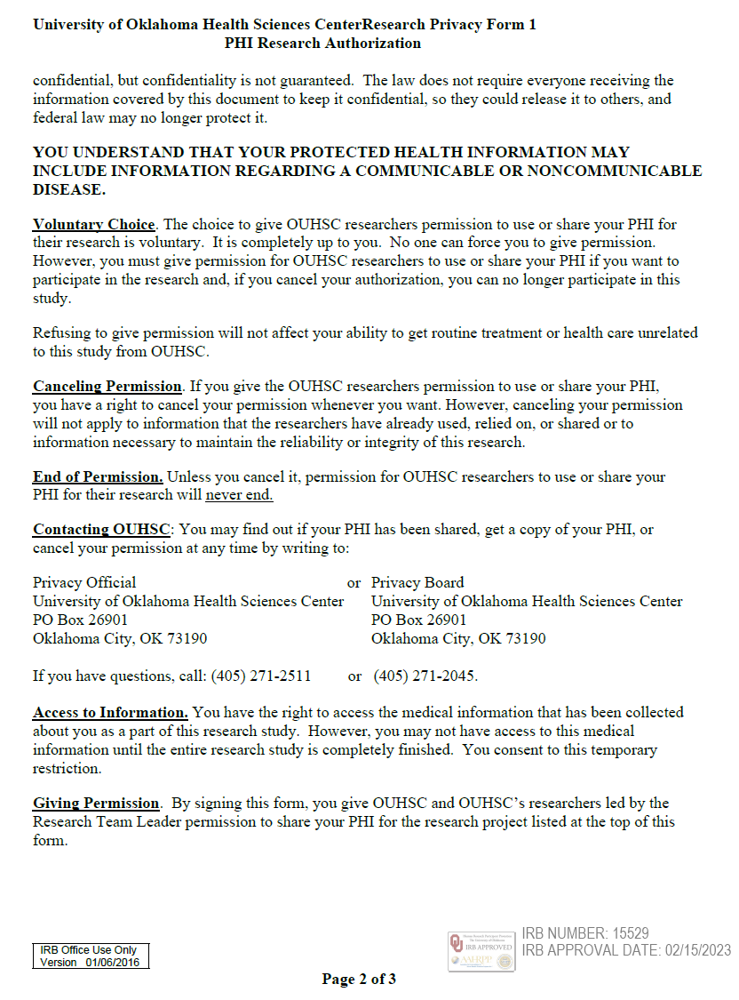 University of Oklahoma Health Sciences CenterResearch Privacy Form 1
PHI Research Authorization
confidential, but confidentiality is not guaranteed. The law does not require everyone receiving the
information covered by this document to keep it confidential, so they could release it to others, and
federal law may no longer protect it.
YOU UNDERSTAND THAT YOUR PROTECTED HEALTH INFORMATION MAY
INCLUDE INFORMATION REGARDING A COMMUNICABLE OR NONCOMMUNICABLE
DISEASE.
Voluntary Choice. The choice to give OUHSC researchers permission to use or share your PHI for
their research is voluntary. It is completely up to you. No one can force you to give permission.
However, you must give permission for OUHSC researchers to use or share your PHI if you want to
participate in the research and, if you cancel your authorization, you can no longer participate in this
study.
Refusing to give permission will not affect your ability to get routine treatment or health care unrelated
to this study from OUHSC.
Canceling Permission. If you give the OUHSC researchers permission to use or share your PHI,
you have a right to cancel your permission whenever you want. However, canceling your permission
will not apply to information that the researchers have already used, relied on, or shared or to
information necessary to maintain the reliability or integrity of this research.
End of Permission. Unless you cancel it, permission for OUHSC researchers to use or share your
PHI for their research will never end.
Contacting OUHSC: You may find out if your PHI has been shared, get a copy of your PHI, or
cancel your permission at any time by writing to:
Privacy Official or Privacy Board
University of Oklahoma Health Sciences Center University of Oklahoma Health Sciences Center
PO Box 26901 PO Box 26901
Oklahoma City, OK 73190 Oklahoma City, OK 73190
If you have questions, call: (405) 271-2511 or (405) 271-2045.
Access to Information. You have the right to access the medical information that has been collected
about you as a part of this research study. However, you may not have access to this medical
information until the entire research study is completely finished. You consent to this temporary
restriction.
Giving Permission. By signing this form, you give OUHSC and OUHSC's researchers led by the
Research Team Leader permission to share your PHI for the research project listed at the top of this
form.
IRB Office Use Only
Version 01/06/2016
IRB APPROVED
AAHRPP
IRB NUMBER: 15529
IRB APPROVAL DATE: 02/15/2023
Page 2 of 3